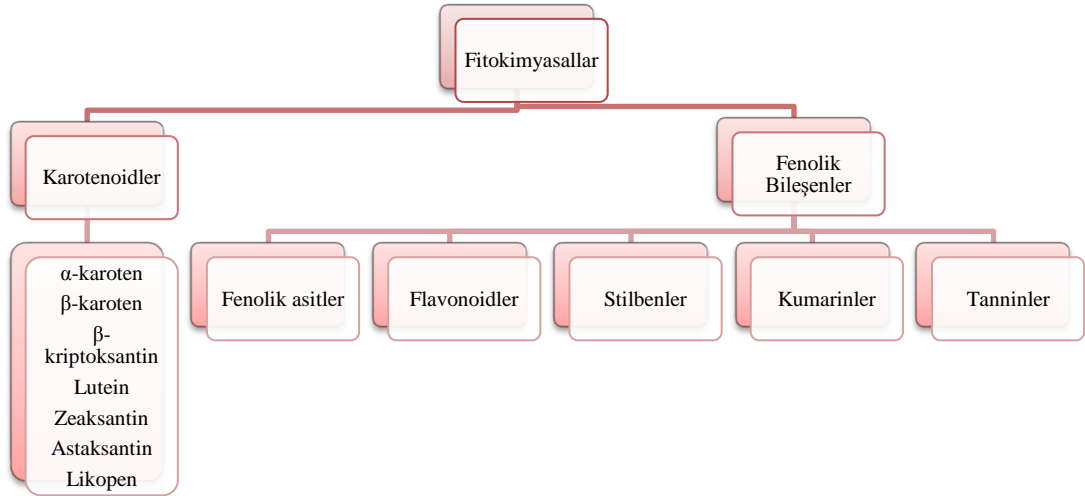 Fitokimyasallar
Karotenoidler
Fenolik
Bileşenler
α-karoten
β-karoten
β-
kriptoksantin
Lutein
Zeaksantin
Astaksantin
Likopen
Fenolik asitler
Flavonoidler
Stilbenler
Kumarinler
Tanninler